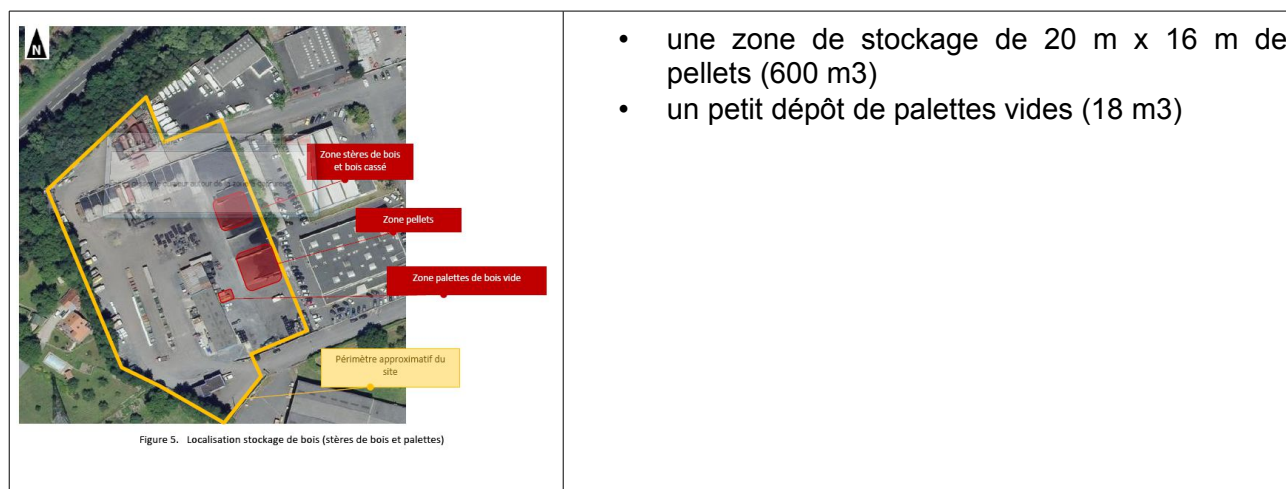 N
Zone stères de bois
et bois cassé
Zone pellets
Zone palettes de bois vide
Périmètre approximatif du
site
Figure 5. Localisation stockage de bois (stères de bois et palettes)
• une zone de stockage de 20 m x 16 m de
pellets (600 m3)
• un petit dépôt de palettes vides (18 m3)